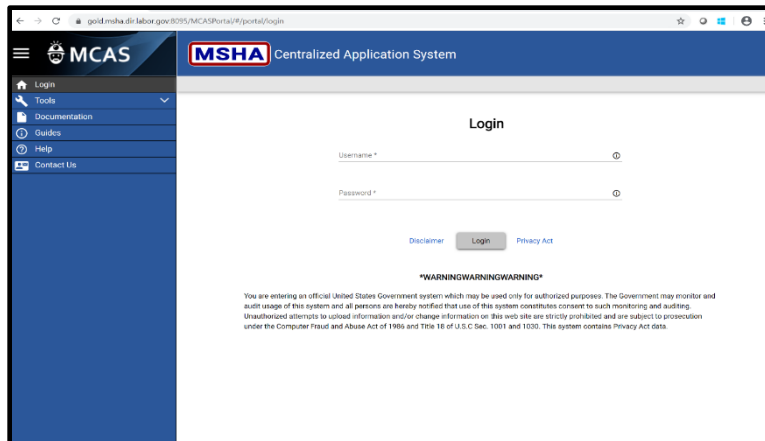 gold.msha.dir.labor.gov:8095/MCASPortal/#/portal/login
MCAS
MSHA Centralized Application System
Login
Tools
Documentation
Guides
Help
Contact Us
Login
Username *
Password *
Disclaimer Login Privacy Act
*WARNINGWARNINGWARNING*
You are entering an official United States Government system which may be used only for authorized purposes. The Government may monitor and
audit usage of this system and all persons are hereby notified that use of this system constitutes consent to such monitoring and auditing.
Unauthorized attempts to upload information and/or change information on this web site are strictly prohibited and are subject to prosecution
under the Computer Fraud and Abuse Act of 1986 and Title 18 of U.S.C Sec. 1001 and 1030. This system contains Privacy Act data.